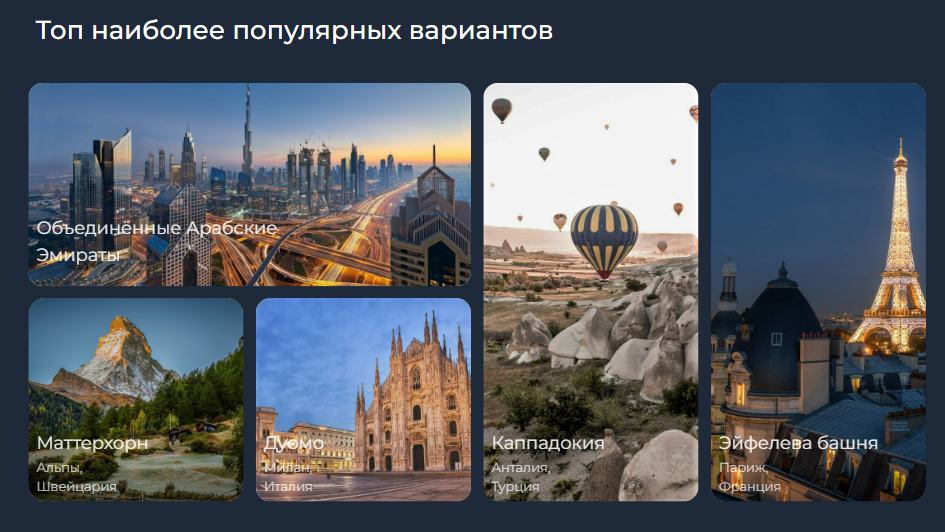 Топ наиболее популярных вариантов
Объединённые Арабские
Эмираты
Маттерхорн
Альпы,
Швейцария
Дуомо
Милан,
Италия
Каппадокия
Анталия,
Турция
Эйфелева башня
Париж,
Франция